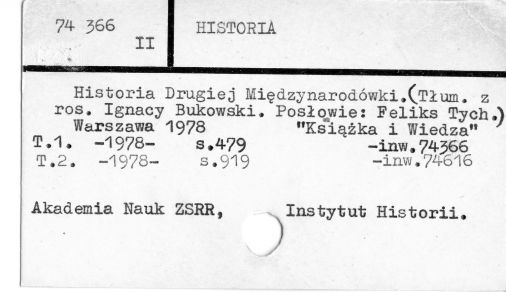 74 366
II
HISTORIA
Historia Drugiej Międzynarodówki.(Tłum. z
ros. Ignacy Bukowski. Posłowie: Feliks Tych.)
Warszawa 1978 "Książka i Wiedza"
T.1. -1978- s.479 -inw.74366
T.2. -1978- s.919 -inw.74616
Akademia Nauk ZSRR, Instytut Historii.